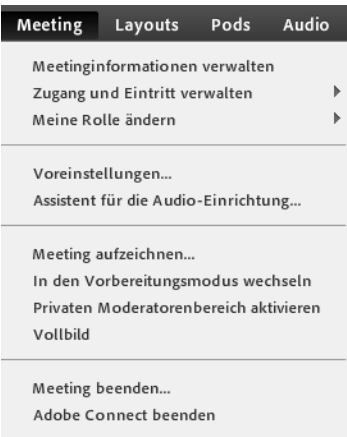 Meeting Layouts Pods Audio
Meetinginformationen verwalten
Zugang und Eintritt verwalten
Meine Rolle ändern
Voreinstellungen...
Assistent für die Audio-Einrichtung...
Meeting aufzeichnen...
In den Vorbereitungsmodus wechseln
Privaten Moderatorenbereich aktivieren
Vollbild
Meeting beenden...
Adobe Connect beenden